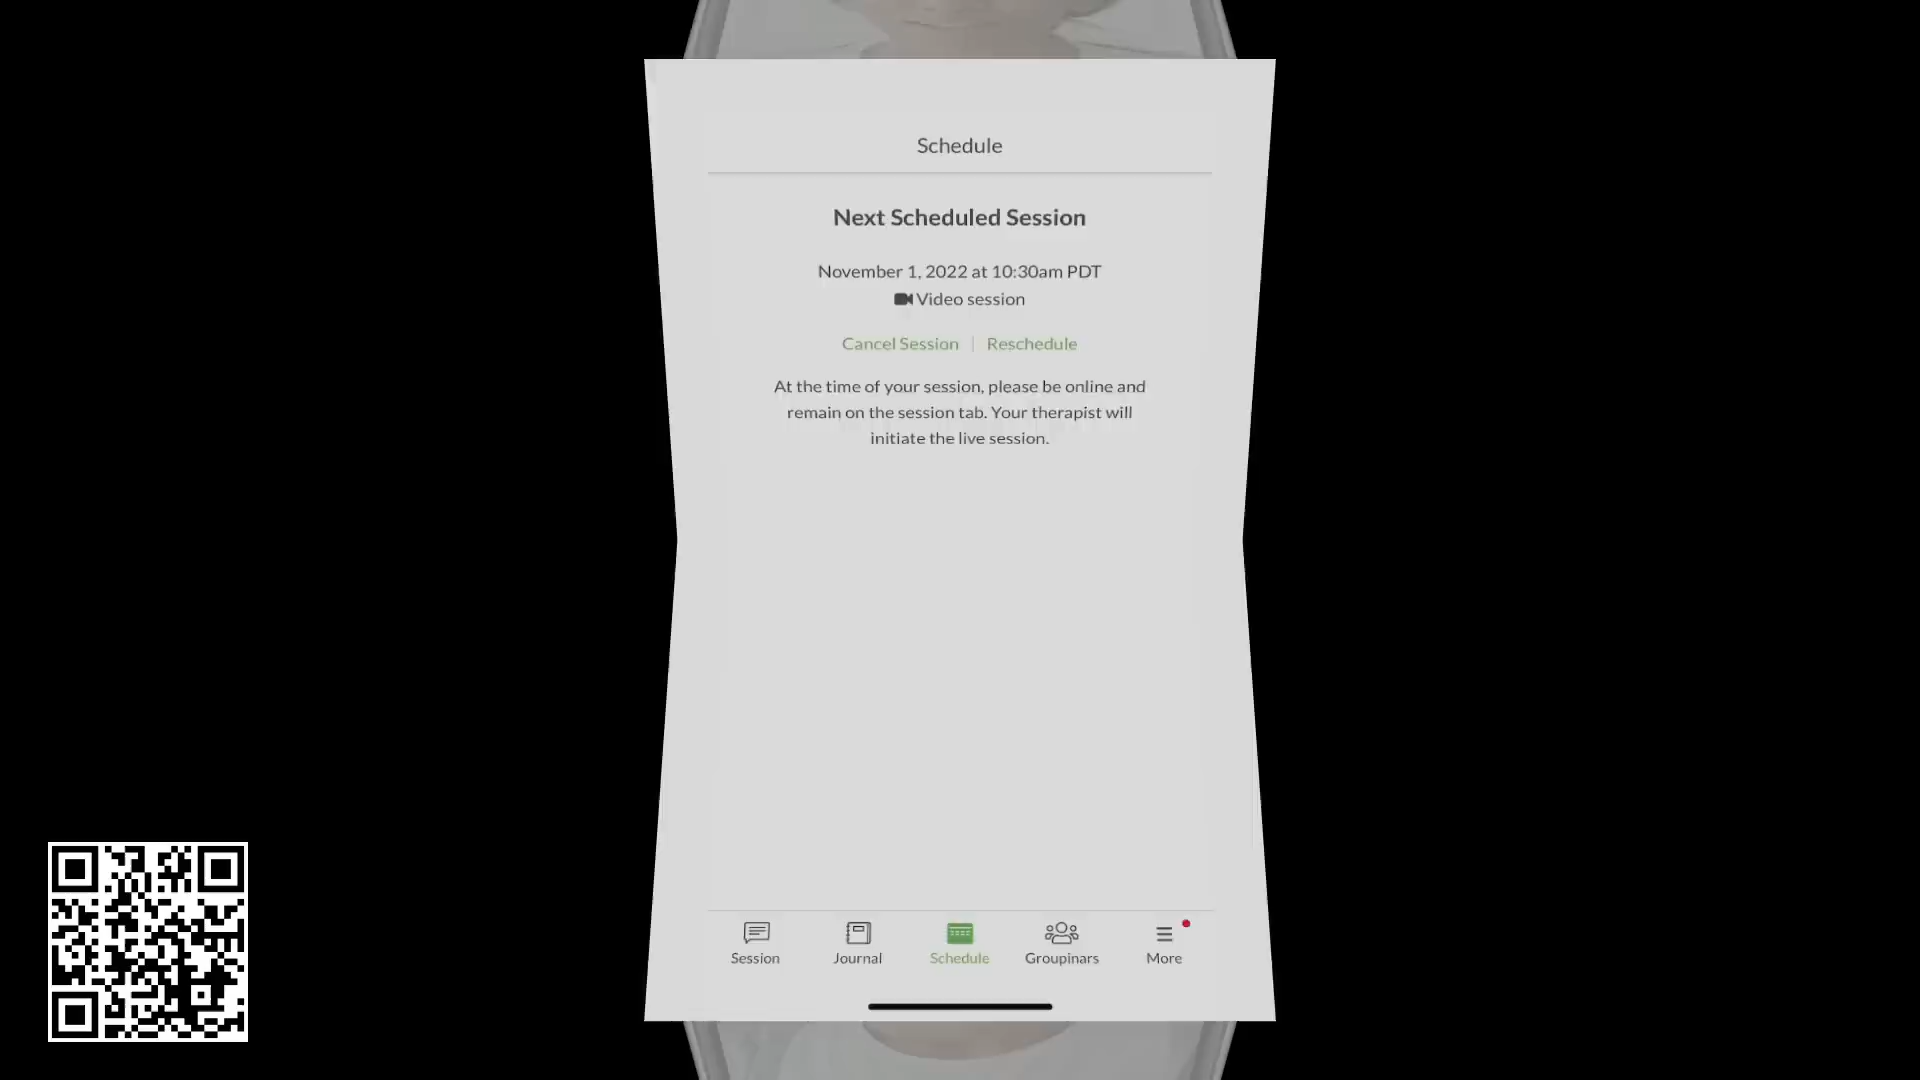 Schedule
Next Scheduled Session
November 1, 2022 at 10:30am PDT
Video session
Cancel Session | Reschedule
At the time of your session, please be online and
remain on the session tab. Your therapist will
initiate the live session.
Session Journal Schedule Groupinars More